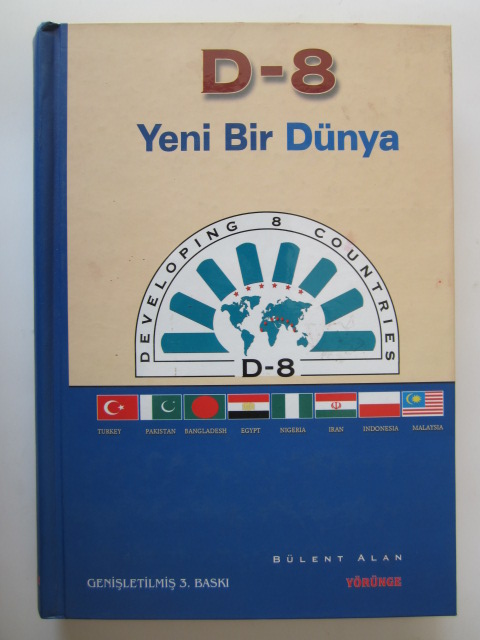 D-8
Yeni Bir Dünya
DEVELOPING 8 COUNTRIES
D-8
TURKEY PAKISTAN BANGLADESH EGYPT NIGERIA IRAN INDONESIA MALAYSIA
BÜLENT ALAN
GENİŞLETİLMİŞ 3. BASKI YÖRÜNGE